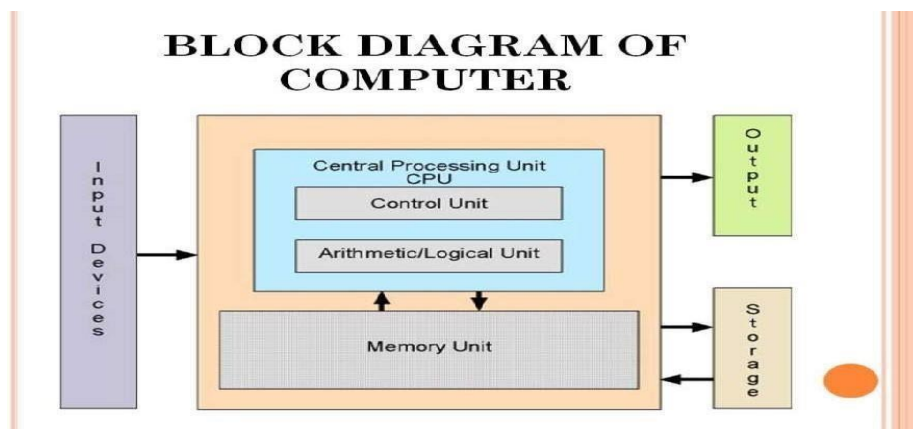 BLOCK DIAGRAM OF
COMPUTER
Input Devices
Central Processing Unit
CPU
Control Unit
Arithmetic/Logical Unit
Memory Unit
Output
Storage